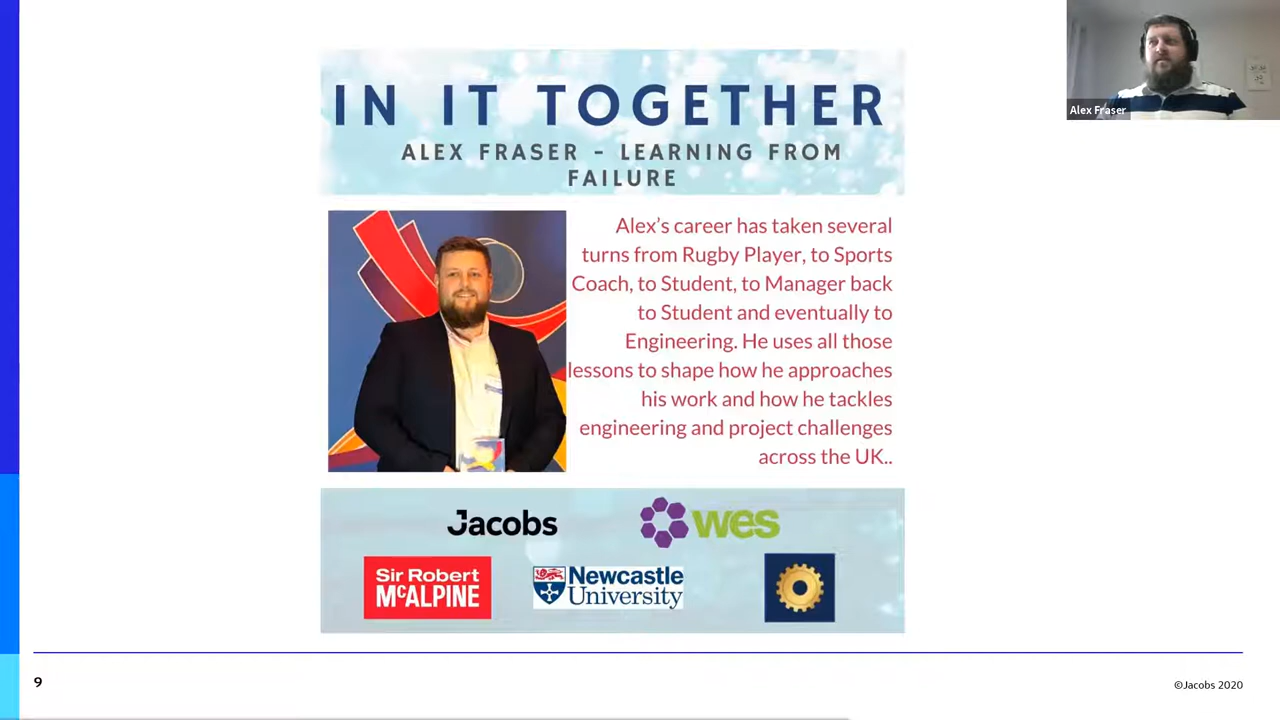 IN IT TOGETHER
ALEX FRASER - LEARNING FROM
FAILURE
Alex Fraser
Alex’s career has taken several
turns from Rugby Player, to Sports
Coach, to Student, to Manager back
to Student and eventually to
Engineering. He uses all those
lessons to shape how he approaches
his work and how he tackles
engineering and project challenges
across the UK..
Jacobs
wes
Sir Robert
McALPINE
Newcastle
University
9
©Jacobs 2020